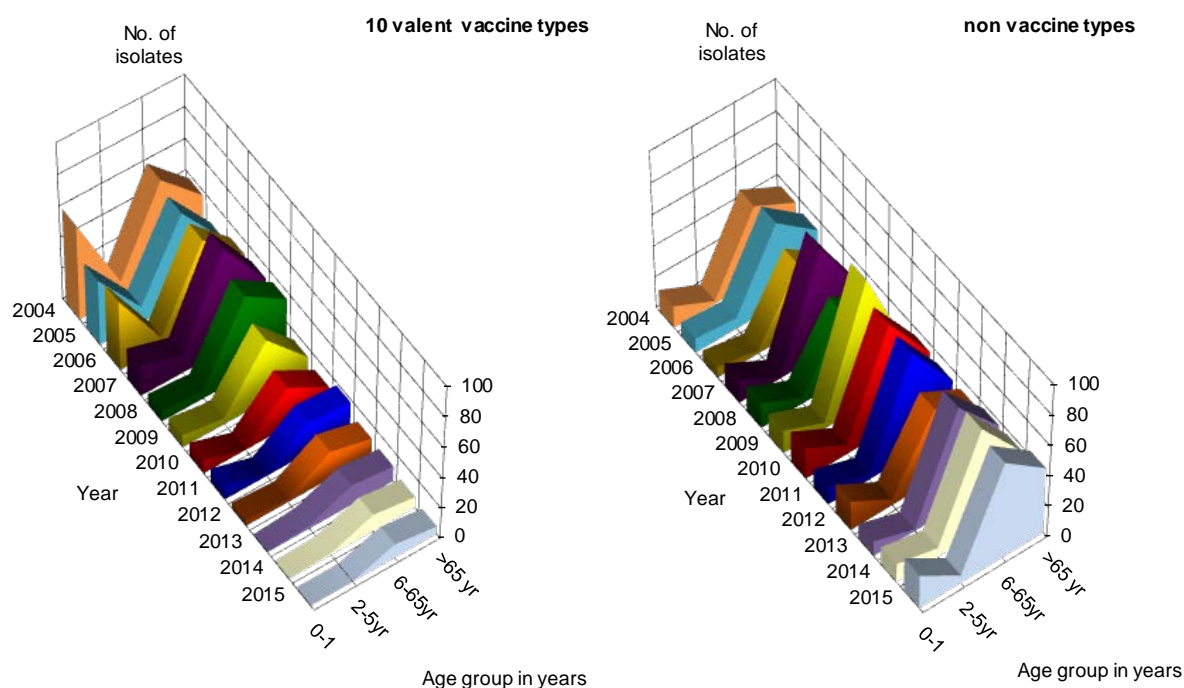 10 valent vaccine types
No. of
isolates
2004
2005
2006
2007
2008
2009
2010
2011
2012
2013
2014
2015
Year
100
80
60
40
20
0
0-1
2-5yr
6-65yr
>65 yr
Age group in years
non vaccine types
No. of
isolates
2004
2005
2006
2007
2008
2009
2010
2011
2012
2013
2014
2015
Year
100
80
60
40
20
0
0-1
2-5yr
6-65yr
>65 yr
Age group in years